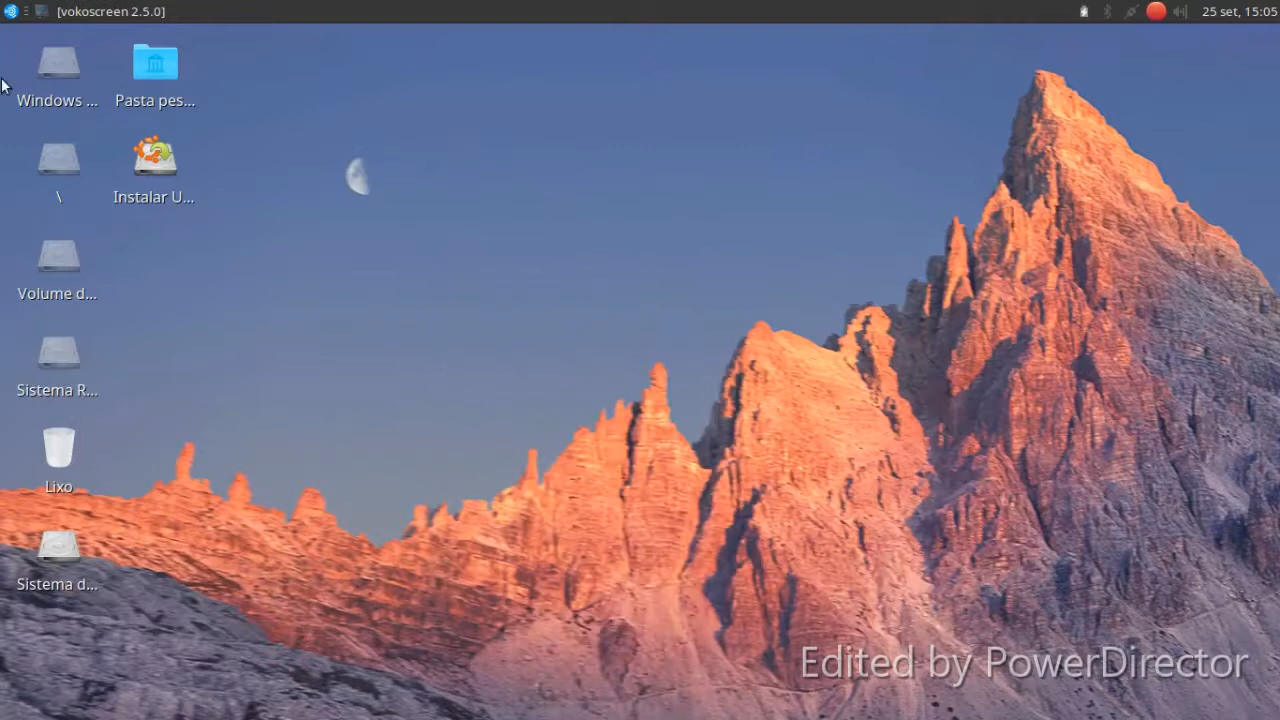 [vokoscreen 2.5.0]
25 set, 15:05
Windows ...
Pasta pes...
\
Instalar U...
Volume d...
Sistema R...
Lixo
Sistema d...
Edited by PowerDirector